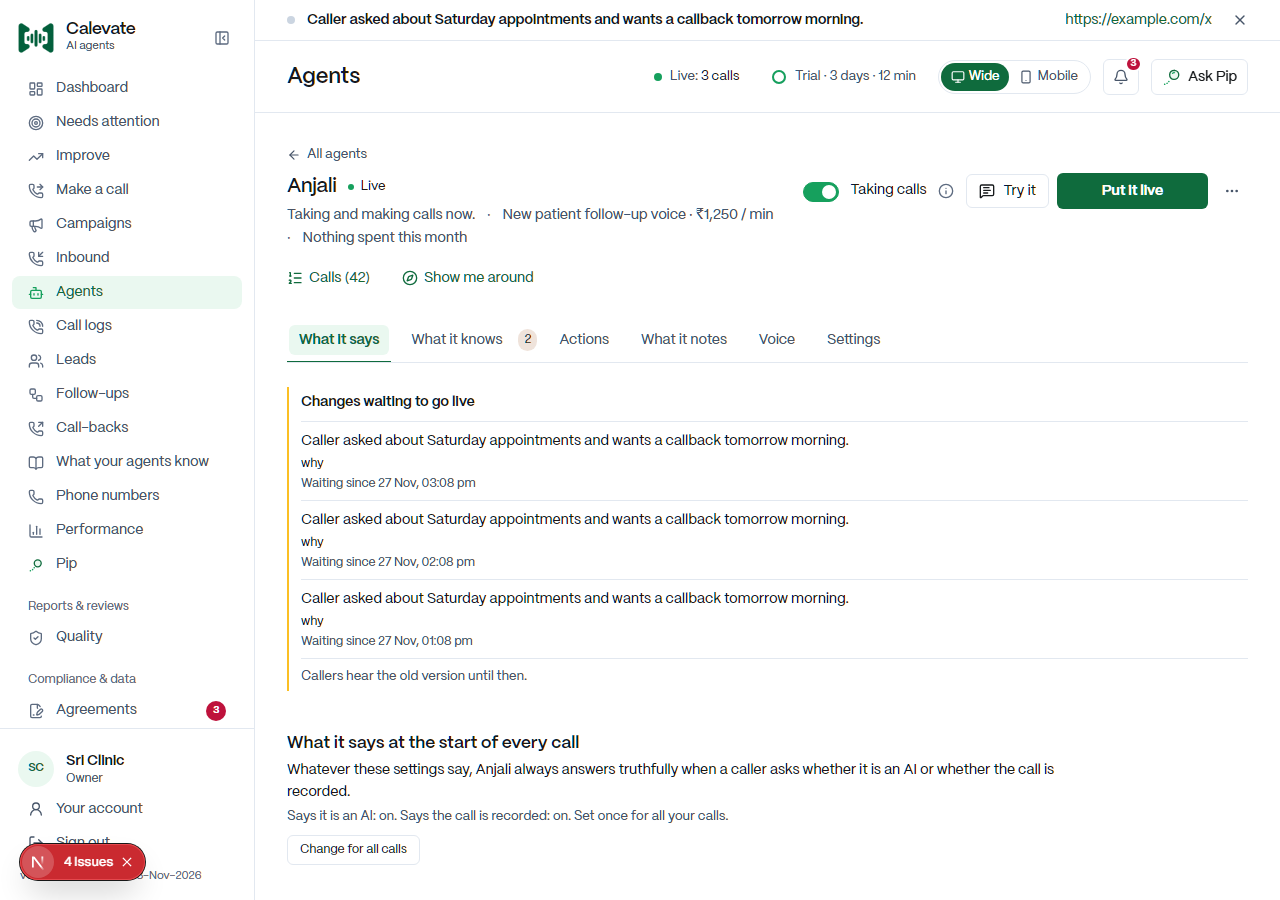 Calevate
AI agents
Dashboard
Needs attention
Improve
Make a call
Campaigns
Inbound
Agents
Call logs
Leads
Follow-ups
Call-backs
What your agents know
Phone numbers
Performance
Pip
Reports & reviews
Quality
Compliance & data
Agreements 3
SC Sri Clinic
Owner
Your account
Sign out
4 Issues
-Nov-2026
Caller asked about Saturday appointments and wants a callback tomorrow morning. https://example.com/x
Agents Live: 3 calls Trial · 3 days · 12 min Wide Mobile 3 Ask Pip
All agents
Anjali Live Taking calls Try it Put it live
Taking and making calls now. · New patient follow-up voice · ₹1,250 / min
· Nothing spent this month
Calls (42) Show me around
What it says What it knows 2 Actions What it notes Voice Settings
Changes waiting to go live
Caller asked about Saturday appointments and wants a callback tomorrow morning.
why
Waiting since 27 Nov, 03:08 pm
Caller asked about Saturday appointments and wants a callback tomorrow morning.
why
Waiting since 27 Nov, 02:08 pm
Caller asked about Saturday appointments and wants a callback tomorrow morning.
why
Waiting since 27 Nov, 01:08 pm
Callers hear the old version until then.
What it says at the start of every call
Whatever these settings say, Anjali always answers truthfully when a caller asks whether it is an AI or whether the call is
recorded.
Says it is an AI: on. Says the call is recorded: on. Set once for all your calls.
Change for all calls